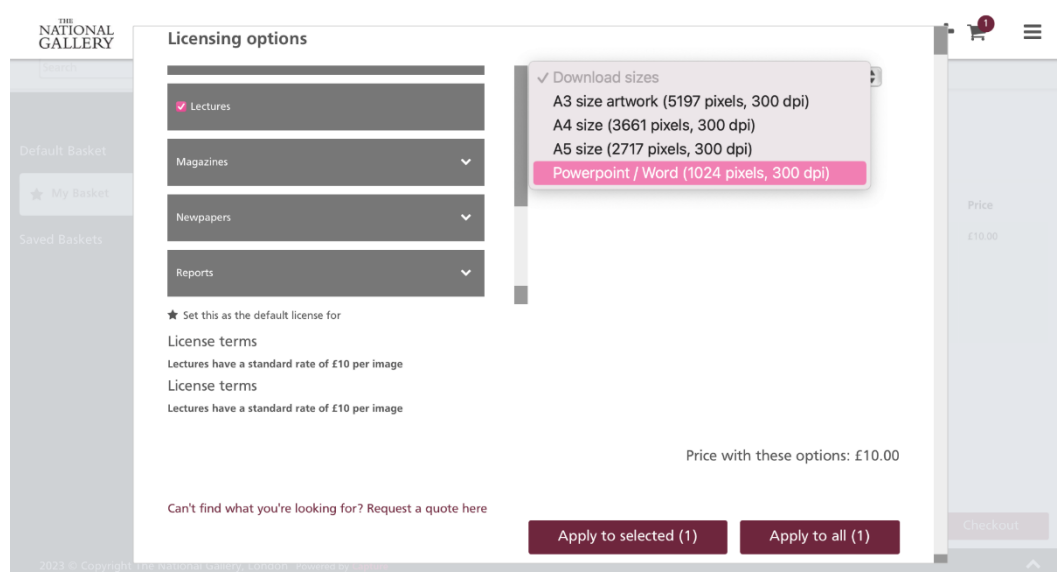 THE
NATIONAL
GALLERY
1
Search
Licensing options
Lectures
Magazines
Newpapers
Reports
✓ Download sizes
A3 size artwork (5197 pixels, 300 dpi)
A4 size (3661 pixels, 300 dpi)
A5 size (2717 pixels, 300 dpi)
Powerpoint / Word (1024 pixels, 300 dpi)
Default Basket
★ My Basket
Saved Baskets
Price
£10.00
★ Set this as the default license for
License terms
Lectures have a standard rate of £10 per image
License terms
Lectures have a standard rate of £10 per image
Price with these options: £10.00
Can't find what you're looking for? Request a quote here
Apply to selected (1)
Apply to all (1)
Checkout
2023 © Copyright The National Gallery, London Powered by